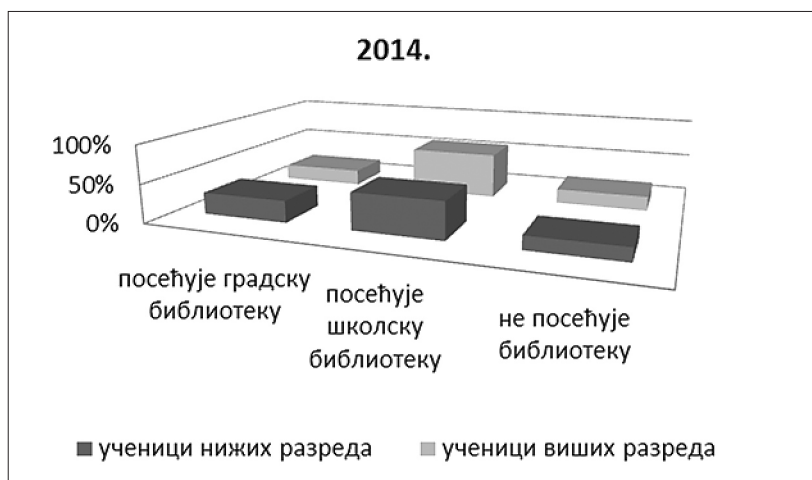 2014.
100%
50%
0%
посећује градску
библиотеку
посећује
школску
библиотеку
не посећује
библиотеку
ученици нижих разреда
ученици виших разреда